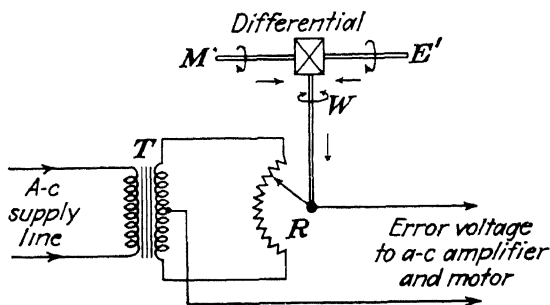 Differential
M
E'
W
T
A-c
supply
line
R
Error voltage
to a-c amplifier
and motor